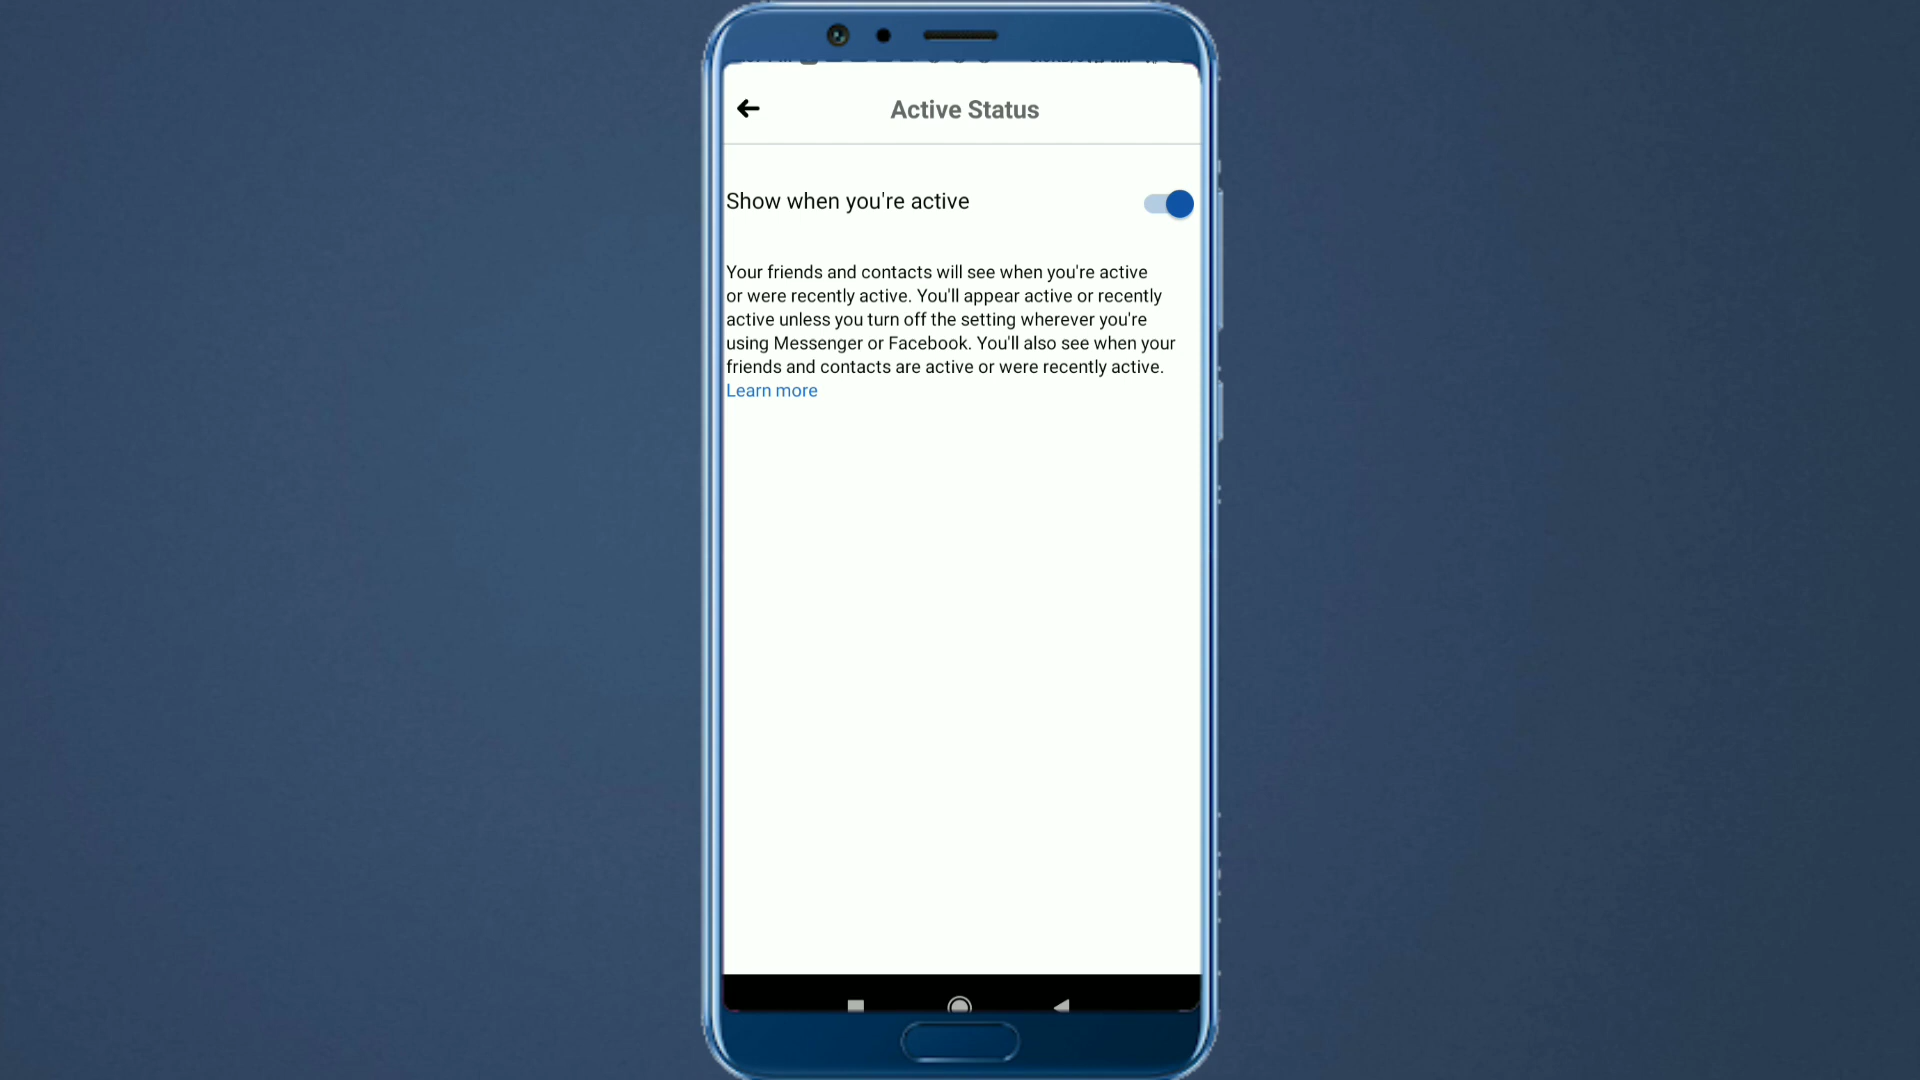 Active Status
Show when you're active
Your friends and contacts will see when you're active
or were recently active. You'll appear active or recently
active unless you turn off the setting wherever you're
using Messenger or Facebook. You'll also see when your
friends and contacts are active or were recently active.
Learn more